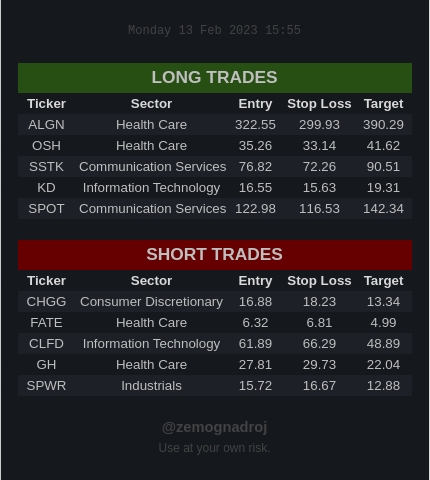 Monday 13 Feb 2023 15:55
LONG TRADES
Ticker Sector Entry Stop Loss Target
ALGN Health Care 322.55 299.93 390.29
OSH Health Care 35.26 33.14 41.62
SSTK Communication Services 76.82 72.26 90.51
KD Information Technology 16.55 15.63 19.31
SPOT Communication Services 122.98 116.53 142.34
SHORT TRADES
Ticker Sector Entry Stop Loss Target
CHGG Consumer Discretionary 16.88 18.23 13.34
FATE Health Care 6.32 6.81 4.99
CLFD Information Technology 61.89 66.29 48.89
GH Health Care 27.81 29.73 22.04
SPWR Industrials 15.72 16.67 12.88
@zemognadroj
Use at your own risk.